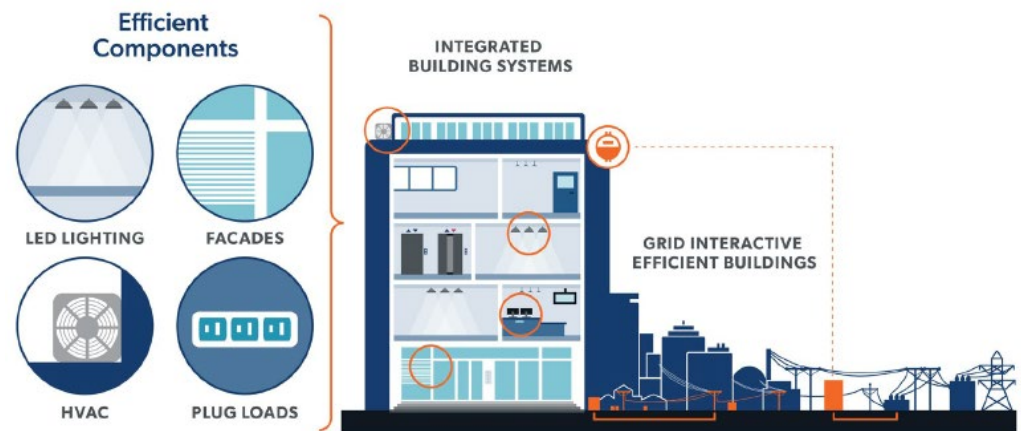 Efficient
Components
LED LIGHTING
FACADES
HVAC
PLUG LOADS
INTEGRATED
BUILDING SYSTEMS
GRID INTERACTIVE
EFFICIENT BUILDINGS